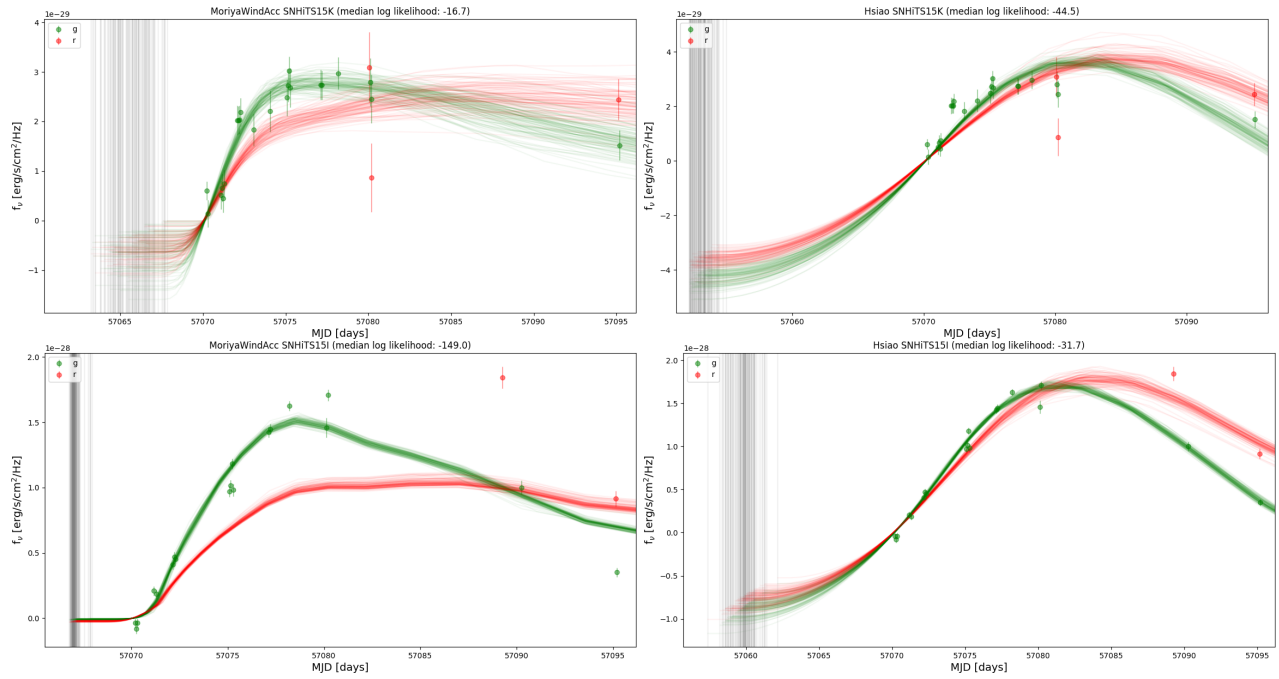 MoriyaWindAcc SNHiTS15K (median log likelihood: -16.7)
1e−29
g
r
4
3
2
1
0
−1
f_ν [erg/s/cm²/Hz]
57065 57070 57075 57080 57085 57090 57095
MJD [days]
Hsiao SNHiTS15K (median log likelihood: -44.5)
1e−29
g
r
4
2
0
−2
−4
f_ν [erg/s/cm²/Hz]
57060 57070 57080 57090
MJD [days]
MoriyaWindAcc SNHiTS15I (median log likelihood: -149.0)
1e−28
g
r
2.0
1.5
1.0
0.5
0.0
f_ν [erg/s/cm²/Hz]
57070 57075 57080 57085 57090 57095
MJD [days]
Hsiao SNHiTS15I (median log likelihood: -31.7)
1e−28
g
r
2.0
1.5
1.0
0.5
0.0
−0.5
−1.0
f_ν [erg/s/cm²/Hz]
57060 57065 57070 57075 57080 57085 57090 57095
MJD [days]